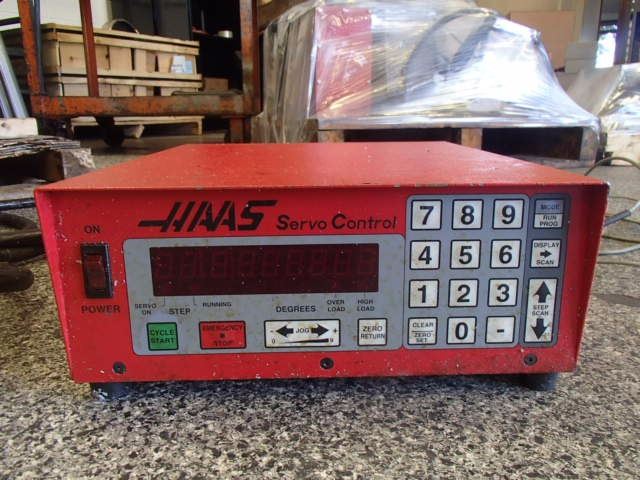 HAAS Servo Control
ON
POWER
SERVO ON
STEP
RUNNING
DEGREES
OVER LOAD
HIGH LOAD
CYCLE START
EMERGENCY STOP
JOG
0 9
ZERO RETURN
7 8 9
4 5 6
1 2 3
CLEAR
ZERO SET
0 -
MODE
RUN PROG
DISPLAY SCAN
STEP SCAN